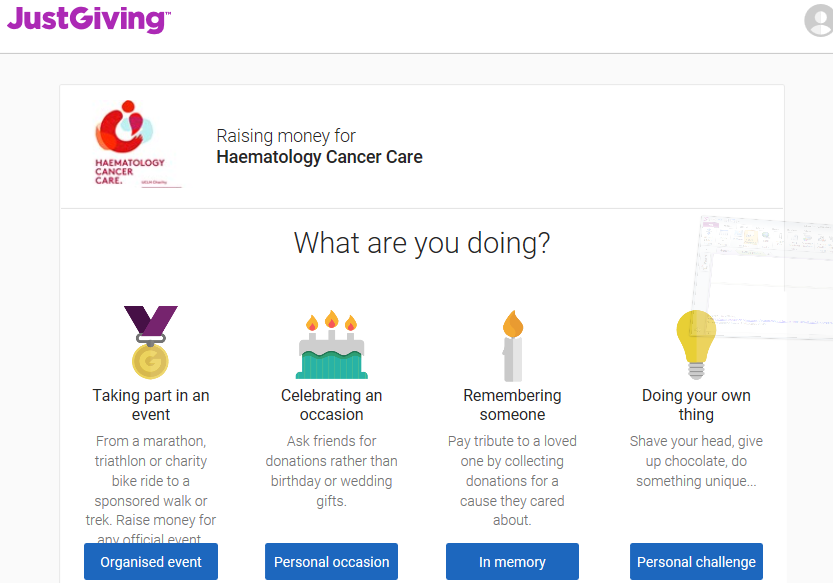 JustGiving™
HAEMATOLOGY
CANCER
CARE.
Raising money for
Haematology Cancer Care
What are you doing?
G
Taking part in an
event
From a marathon,
triathlon or charity
bike ride to a
sponsored walk or
trek. Raise money for
any official event
Organised event
Celebrating an
occasion
Ask friends for
donations rather than
birthday or wedding
gifts.
Personal occasion
Remembering
someone
Pay tribute to a loved
one by collecting
donations for a
cause they cared
about.
In memory
Doing your own
thing
Shave your head, give
up chocolate, do
something unique...
Personal challenge